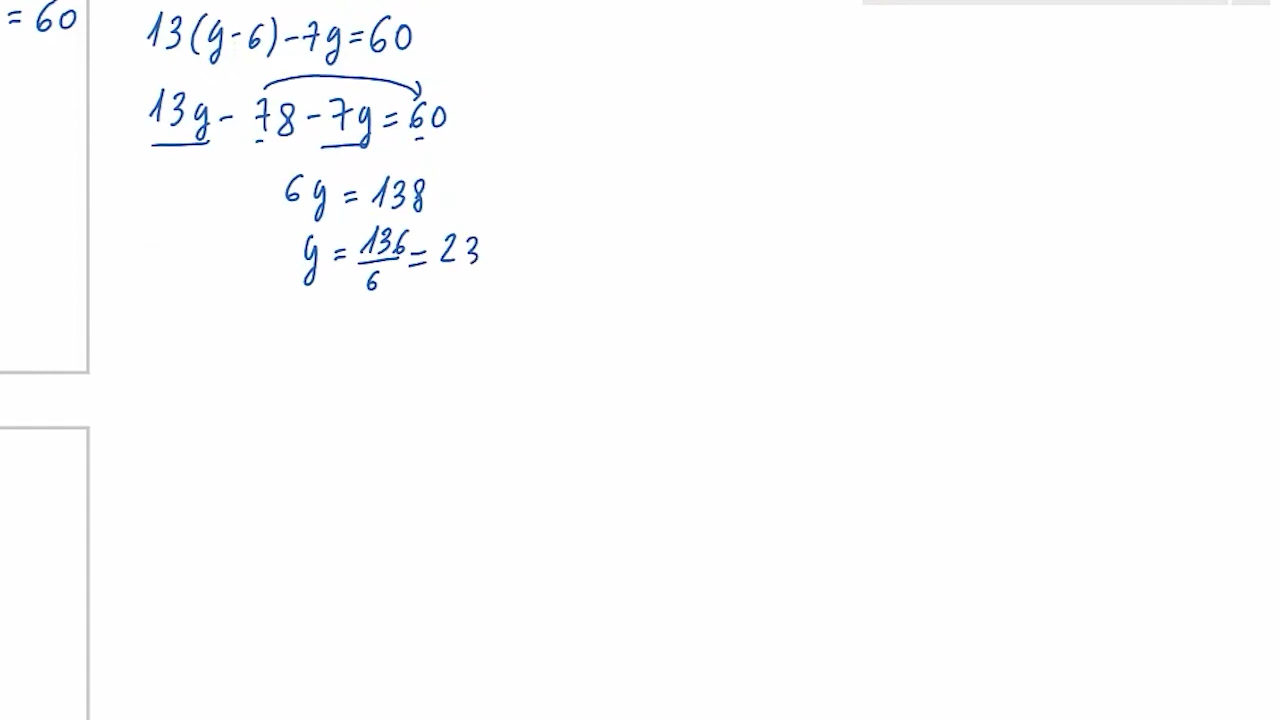 = 60
13(y-6)-7y=60
13y - 78 - 7y = 60
6y = 138
y = 136/6 = 23